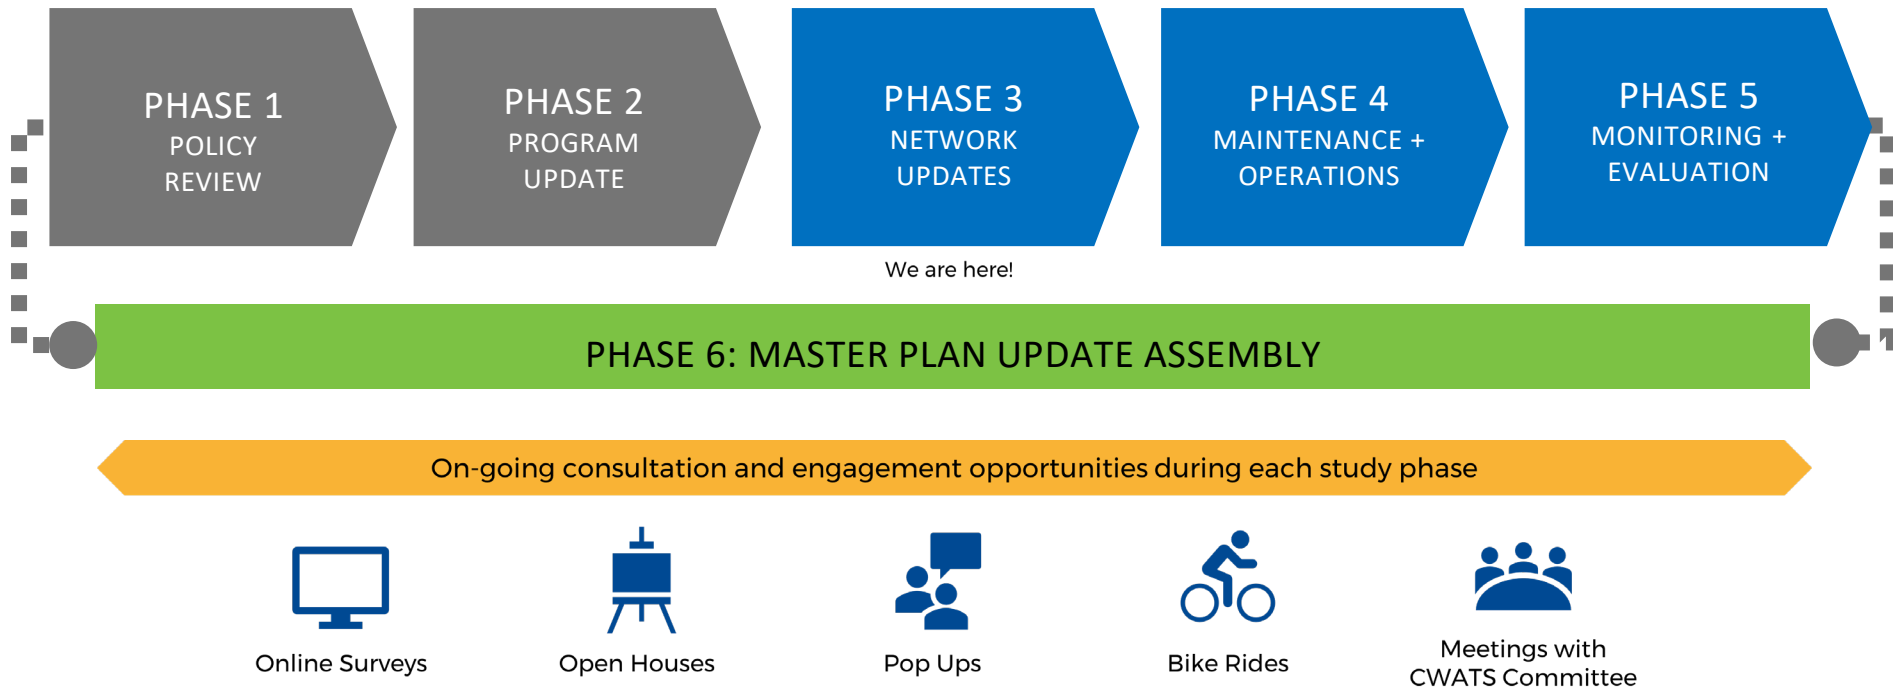 PHASE 1
POLICY
REVIEW
PHASE 2
PROGRAM
UPDATE
PHASE 3
NETWORK
UPDATES
PHASE 4
MAINTENANCE +
OPERATIONS
PHASE 5
MONITORING +
EVALUATION
We are here!
PHASE 6: MASTER PLAN UPDATE ASSEMBLY
On-going consultation and engagement opportunities during each study phase
Online Surveys
Open Houses
Pop Ups
Bike Rides
Meetings with
CWATS Committee